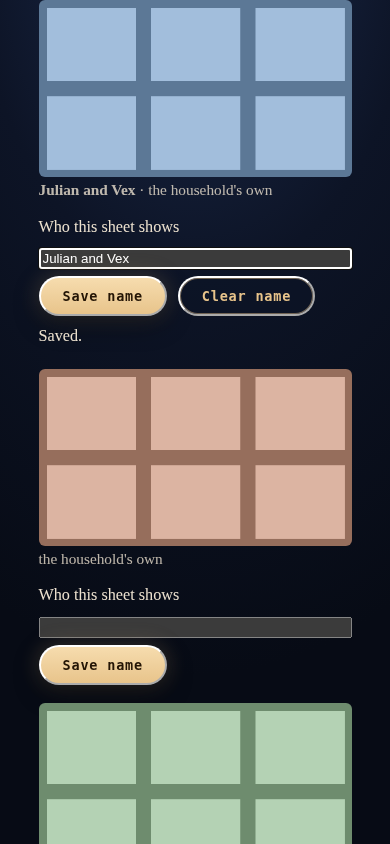 Julian and Vex · the household's own
Who this sheet shows
Julian and Vex
Save name
Clear name
Saved.
the household's own
Who this sheet shows
Save name